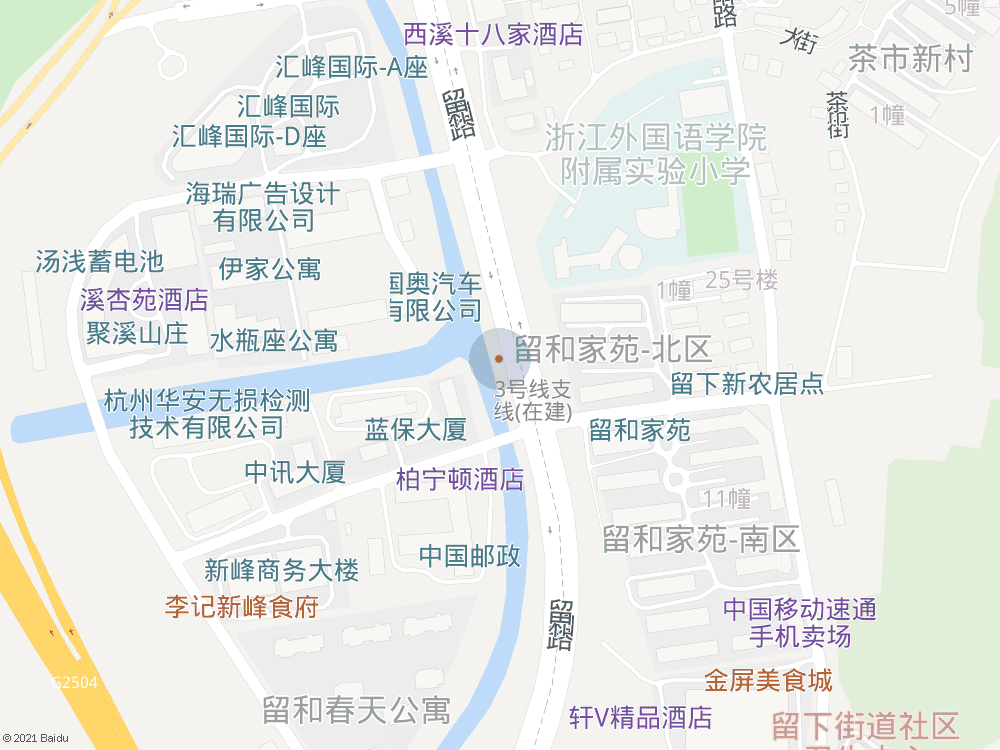 西溪十八家酒店
5幢
大街
茶市新村
汇峰国际-A座
汇峰国际
汇峰国际-D座
留和路
茶市街
1幢
浙江外国语学院
附属实验小学
海瑞广告设计
有限公司
汤浅蓄电池
伊家公寓
国奥汽车
有限公司
25号楼
1幢
溪杏苑酒店
聚溪山庄
水瓶座公寓
留和家苑-北区
3号线支
线(在建)
留下新农居点
杭州华安无损检测
技术有限公司
蓝保大厦
留和家苑
中讯大厦
柏宁顿酒店
11幢
留和家苑-南区
中国邮政
新峰商务大楼
李记新峰食府
留和路
中国移动速通
手机卖场
G2504
金屏美食城
留和春天公寓
轩V精品酒店
留下街道社区
© 2021 Baidu